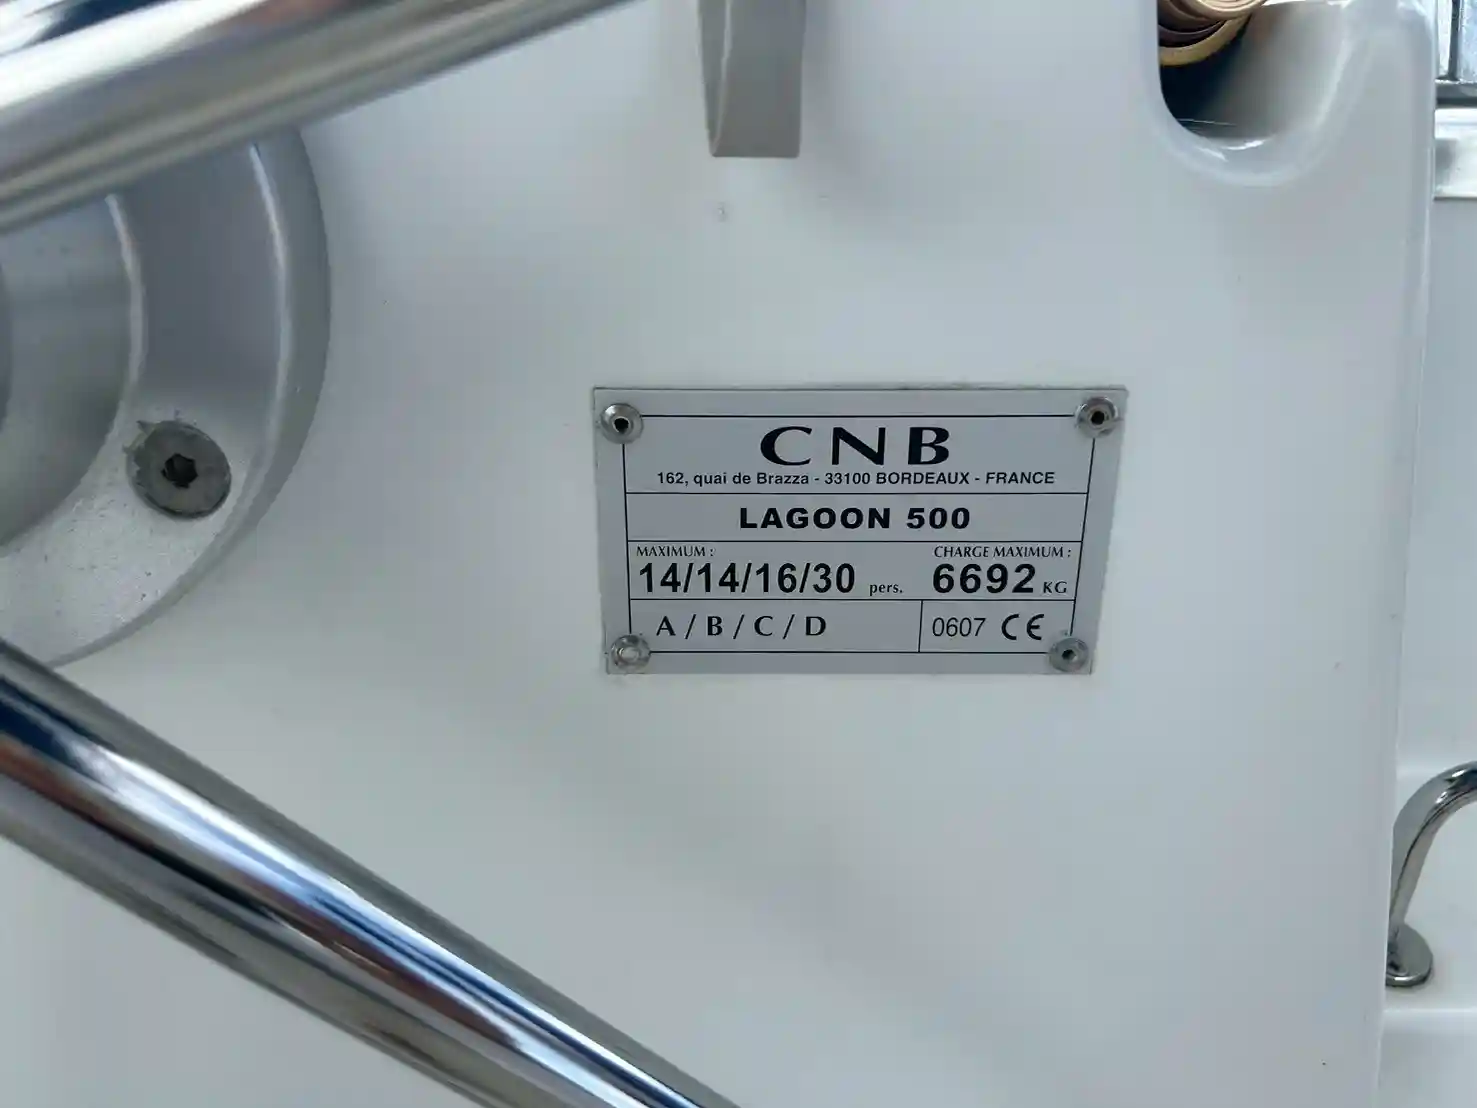 CNB
162, quai de Brazza - 33100 BORDEAUX - FRANCE
LAGOON 500
MAXIMUM : CHARGE MAXIMUM :
14/14/16/30 pers. 6692 KG
A / B / C / D 0607 CE